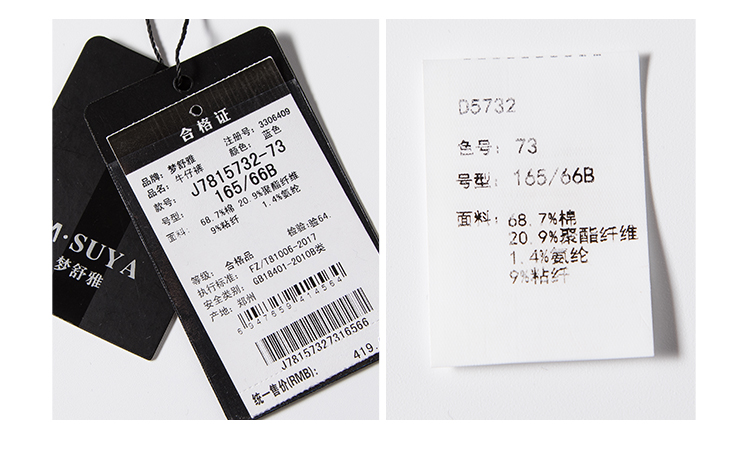 M·SUYA
梦舒雅
合格证
注册号：3306409
品牌：梦舒雅
颜色：蓝色
品名：牛仔裤
款号：
J7815732-73
号型：
165/66B
面料：
68.7%棉 20.9%聚酯纤维
9%粘纤
1.4%氨纶
检验：验64.
等级：合格品
执行标准：FZ/T81006-2017
安全类别：GB18401-2010B类
产地：郑州
6947659414564
J78157327316566
统一售价(RMB)：
419.
D5732
色号：73
号型：165/66B
面料：68.7%棉
20.9%聚酯纤维
1.4%氨纶
9%粘纤